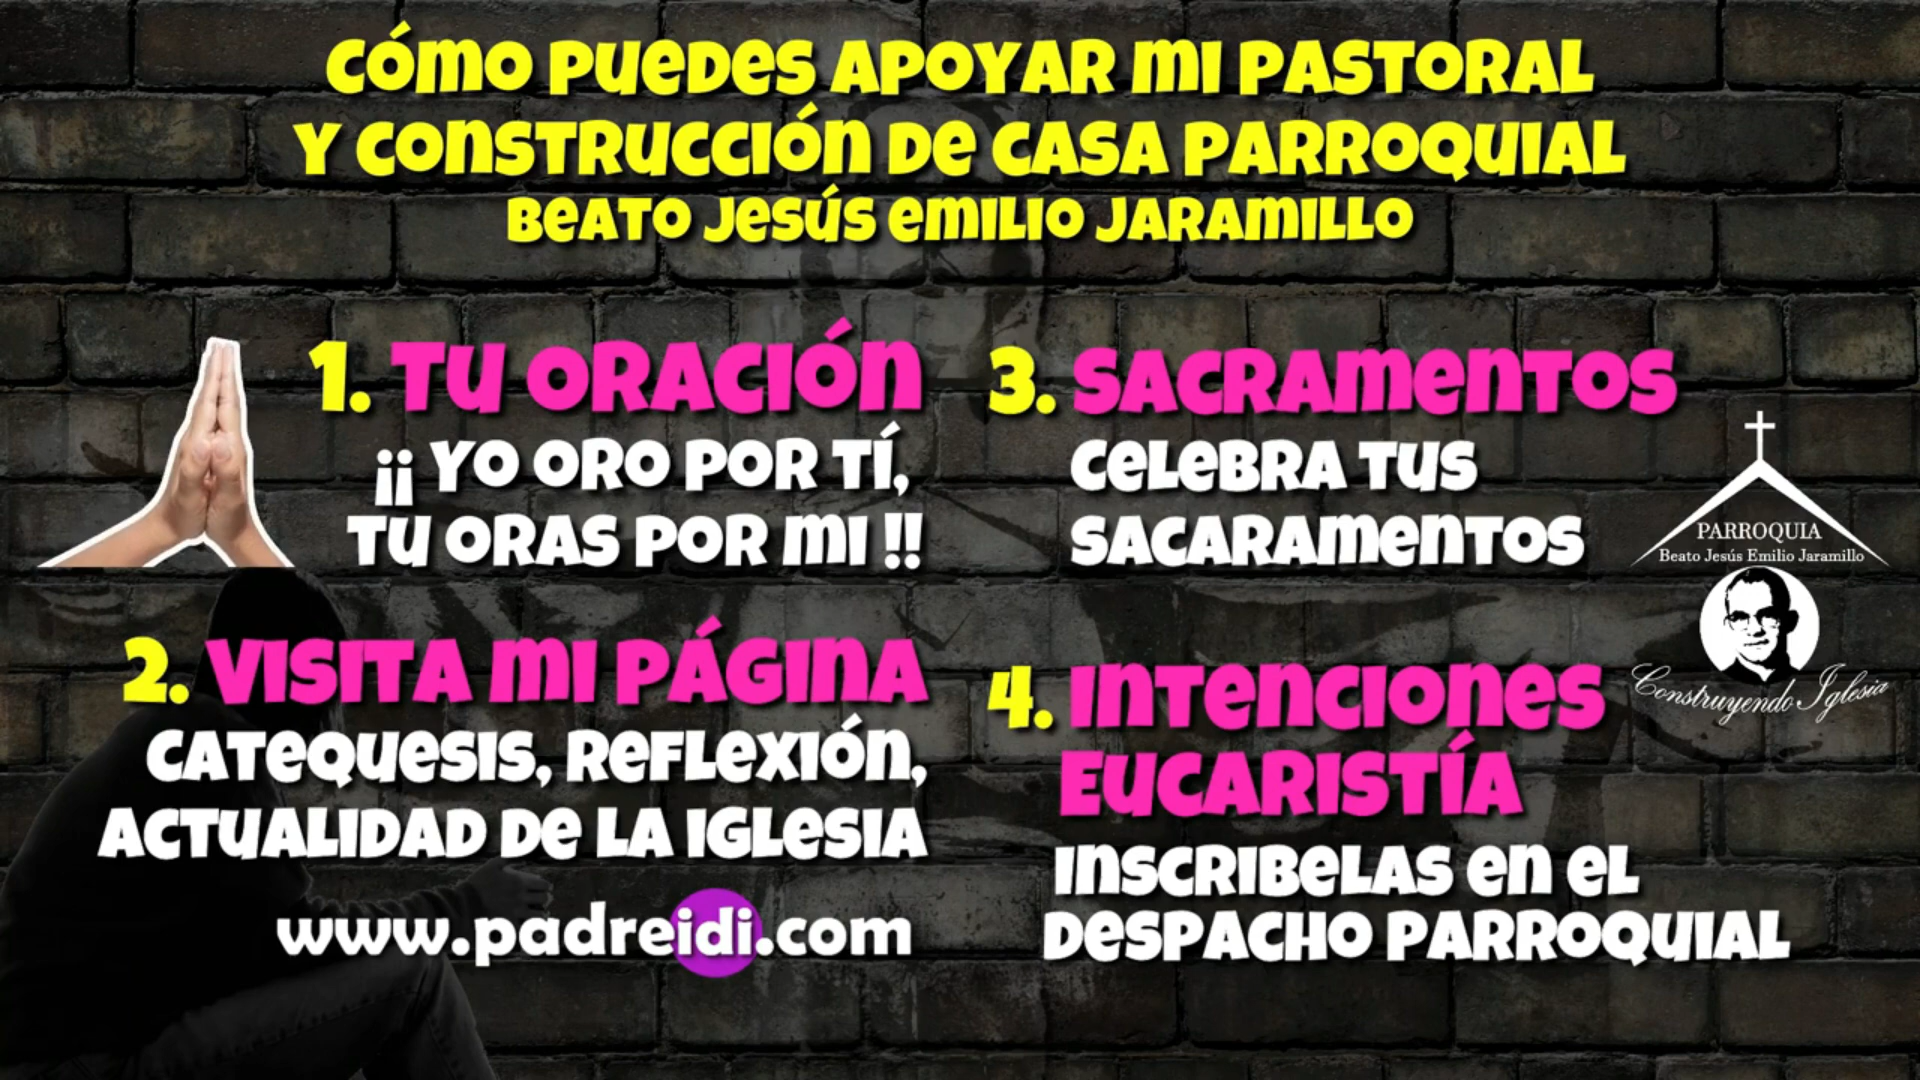 CÓMO PUEDES APOYAR MI PASTORAL
Y CONSTRUCCIÓN DE CASA PARROQUIAL
BEATO JESÚS EMILIO JARAMILLO
1. TU ORACIÓN
¡¡ YO ORO POR TÍ,
TU ORAS POR MI !!
2. VISITA MI PÁGINA
CATEQUESIS, REFLEXIÓN,
ACTUALIDAD DE LA IGLESIA
www.padreidi.com
3. SACRAMENTOS
CELEBRA TUS
SACARAMENTOS
4. INTENCIONES
EUCARISTÍA
INSCRIBELAS EN EL
DESPACHO PARROQUIAL
PARROQUIA
Beato Jesús Emilio Jaramillo
Construyendo Iglesia